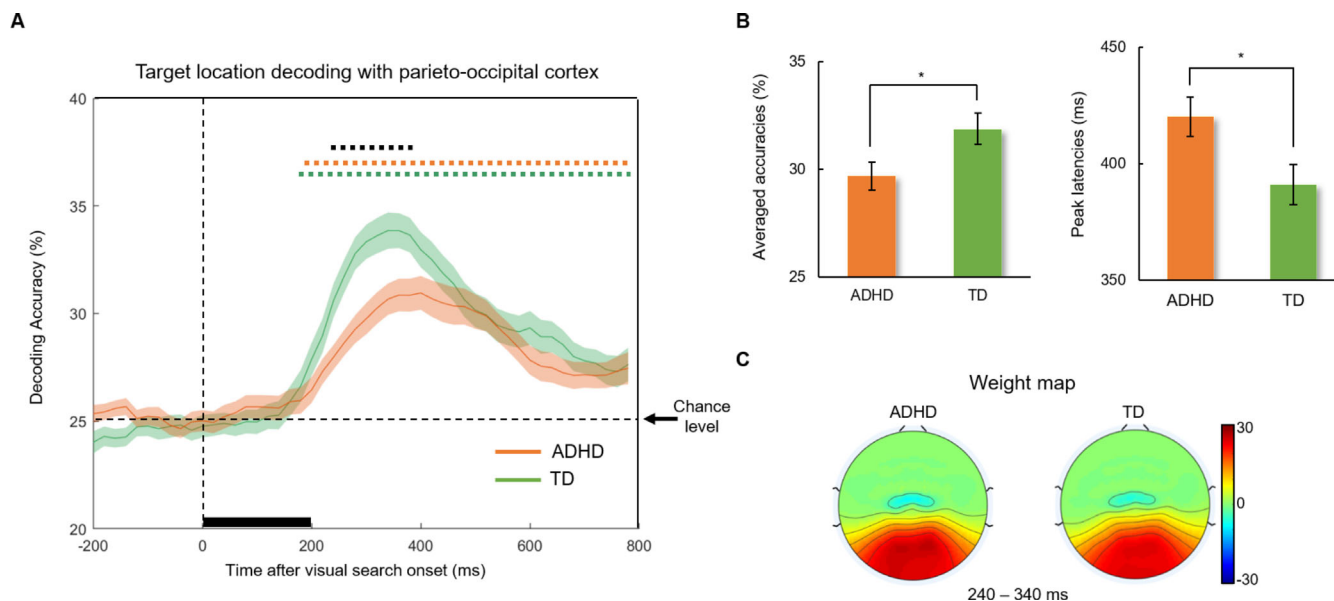 A
Target location decoding with parieto-occipital cortex
Decoding Accuracy (%)
40
35
30
25
20
-200
0
200
400
600
800
Time after visual search onset (ms)
Chance
level
ADHD
TD
B
Averaged accuracies (%)
35
30
25
*
ADHD
TD
Peak latencies (ms)
450
400
350
*
ADHD
TD
C
Weight map
ADHD
TD
30
0
-30
240 – 340 ms